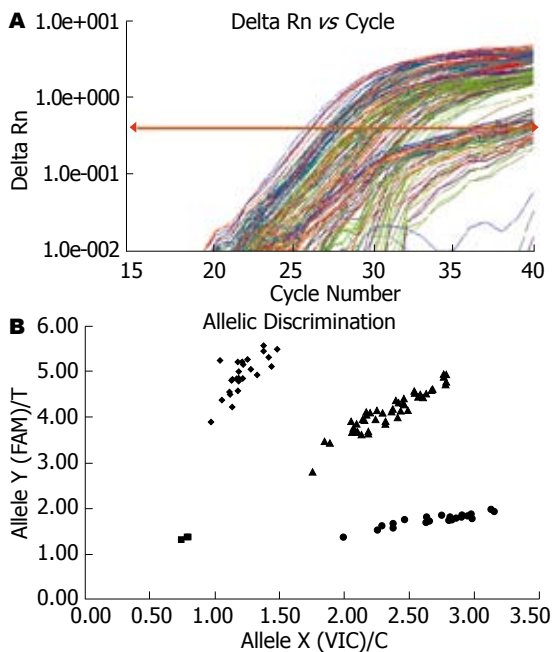 A
Delta Rn vs Cycle
Delta Rn
1.0e+001
1.0e+000
1.0e-001
1.0e-002
15 20 25 30 35 40
Cycle Number
B
Allelic Discrimination
Allele Y (FAM)/T
6.00
5.00
4.00
3.00
2.00
1.00
0.00
0.00 0.50 1.00 1.50 2.00 2.50 3.00 3.50
Allele X (VIC)/C